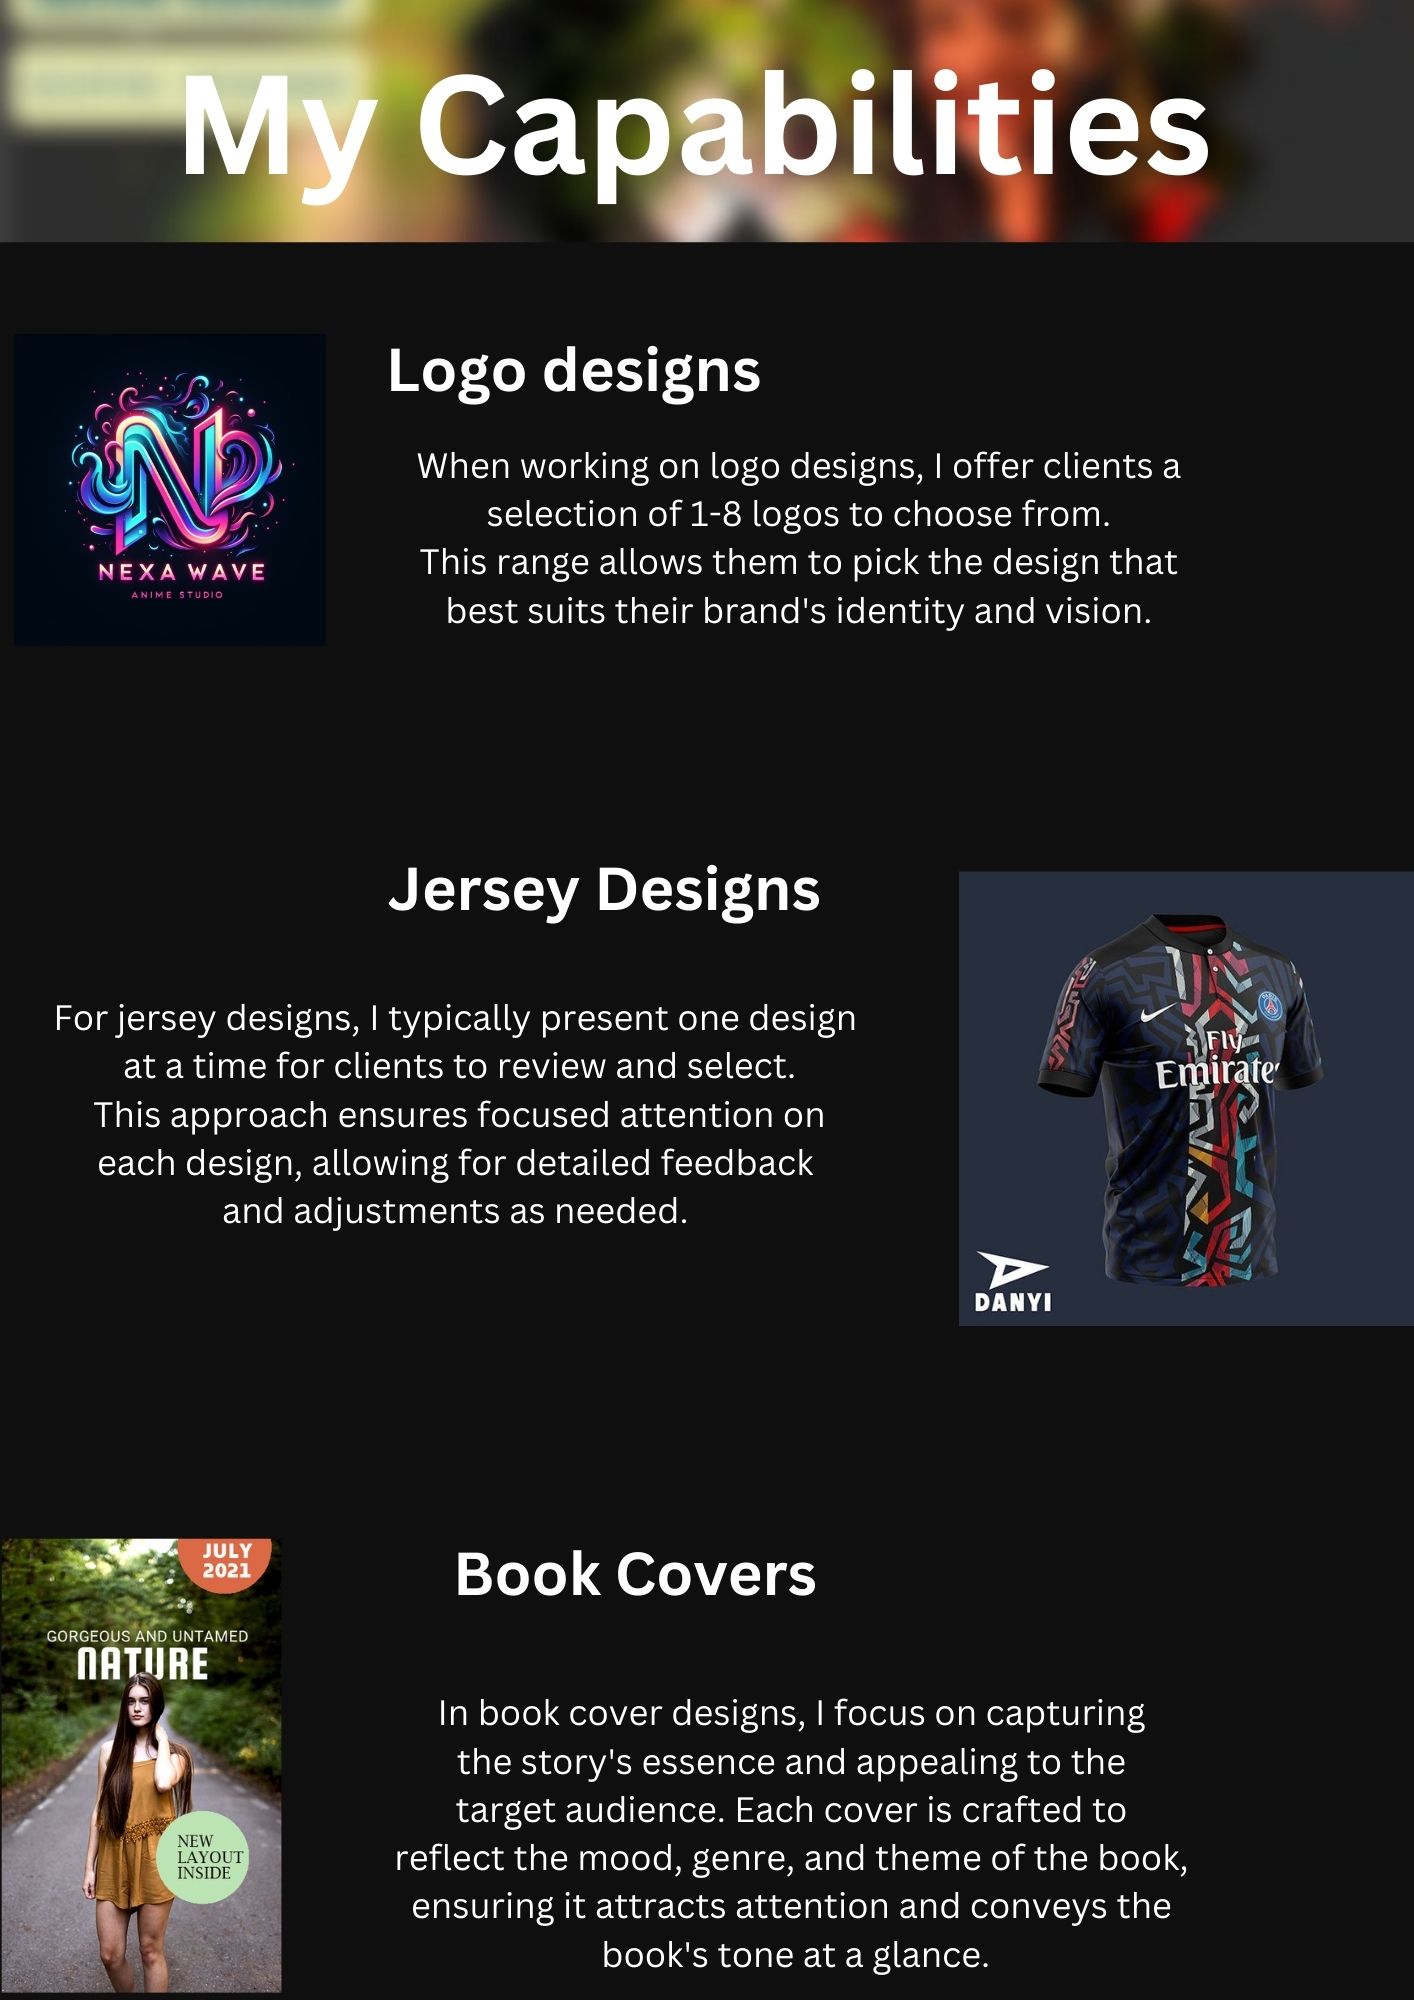 My Capabilities
Logo designs
When working on logo designs, I offer clients a
selection of 1-8 logos to choose from.
This range allows them to pick the design that
best suits their brand's identity and vision.
NEXA WAVE
ANIME STUDIO
Jersey Designs
For jersey designs, I typically present one design
at a time for clients to review and select.
This approach ensures focused attention on
each design, allowing for detailed feedback
and adjustments as needed.
Fly
Emirates
PARIS
DANYI
Book Covers
In book cover designs, I focus on capturing
the story's essence and appealing to the
target audience. Each cover is crafted to
reflect the mood, genre, and theme of the book,
ensuring it attracts attention and conveys the
book's tone at a glance.
JULY
2021
GORGEOUS AND UNTAMED
NATURE
NEW
LAYOUT
INSIDE